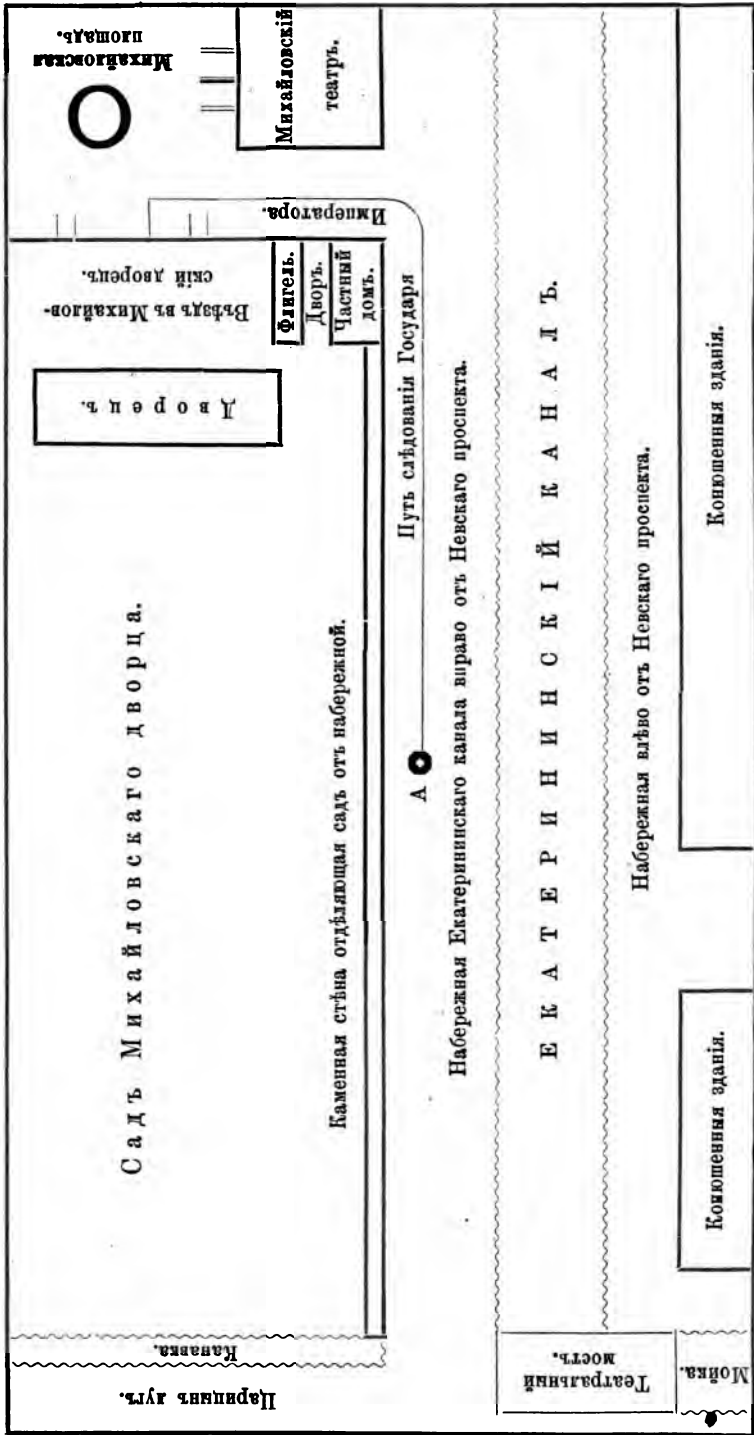 Царицынъ лугъ.
Канавка.
Садъ Михайловскаго дворца.
Дворецъ.
Въѣздъ въ Михайлов-
скій дворецъ.
Михайловская
площадь.
Михайловскій
театръ.
Флигель.
Дворъ.
Частный
домъ.
Каменная стѣна отдѣляющая садъ отъ набережной.
Путь слѣдованія Государя
Императора.
А
Набережная Екатерининскаго канала вправо отъ Невскаго проспекта.
ЕКАТЕРИНИНСКІЙ КАНАЛЪ.
Набережная влѣво отъ Невскаго проспекта.
Театральный
мостъ.
Мойка.
Конюшенныя зданія.
Конюшенныя зданія.